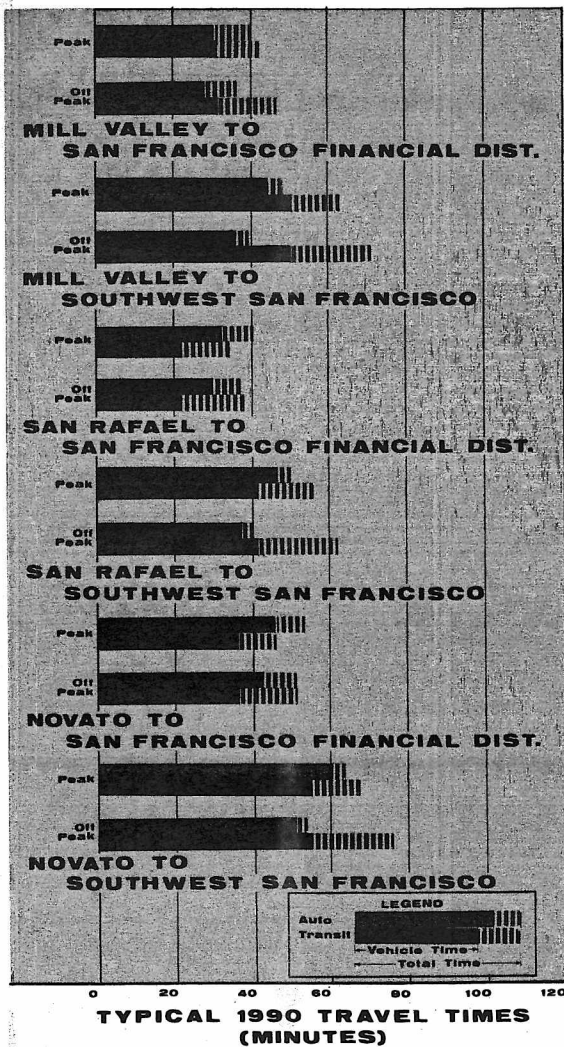 Peak
Off
Peak
MILL VALLEY TO
SAN FRANCISCO FINANCIAL DIST.
Peak
Off
Peak
MILL VALLEY TO
SOUTHWEST SAN FRANCISCO
Peak
Off
Peak
SAN RAFAEL TO
SAN FRANCISCO FINANCIAL DIST.
Peak
Off
Peak
SAN RAFAEL TO
SOUTHWEST SAN FRANCISCO
Peak
Off
Peak
NOVATO TO
SAN FRANCISCO FINANCIAL DIST.
Peak
Off
Peak
NOVATO TO
SOUTHWEST SAN FRANCISCO
LEGEND
Auto
Transit
Vehicle Time
Total Time
0 20 40 60 80 100 120
TYPICAL 1990 TRAVEL TIMES
(MINUTES)